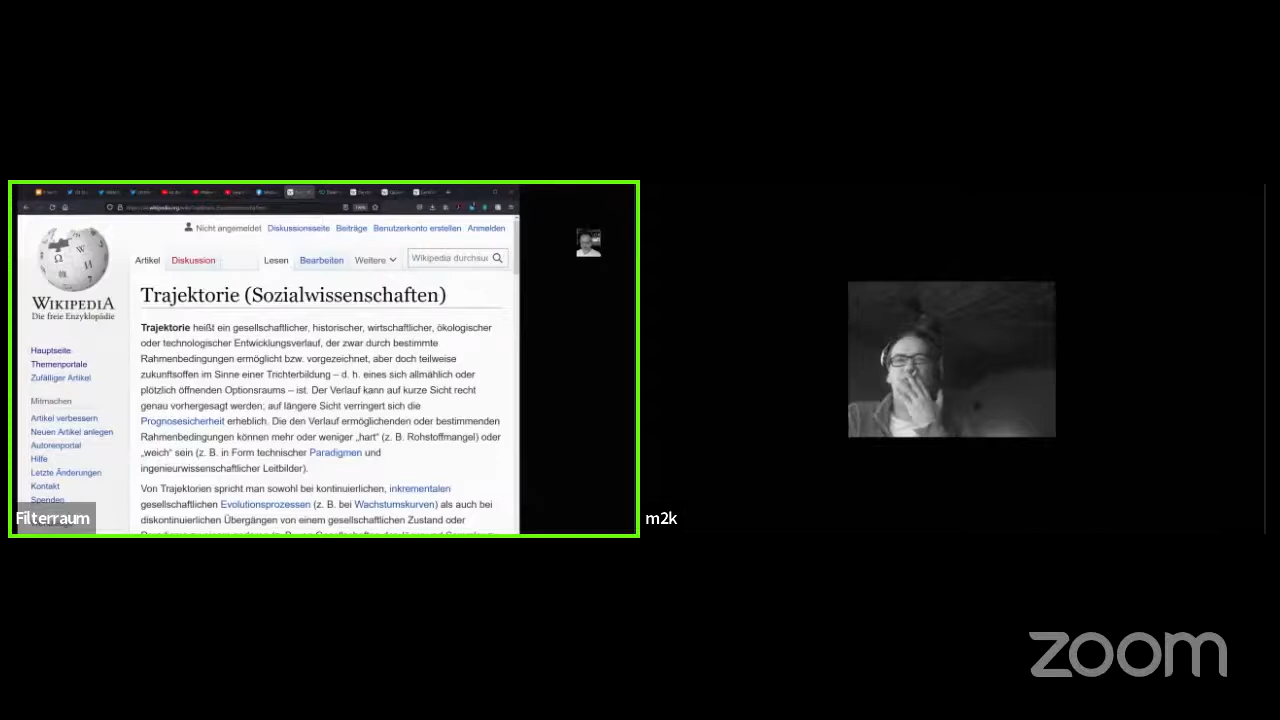 Nicht angemeldet Diskussionsseite Beiträge Benutzerkonto erstellen Anmelden
Artikel Diskussion Lesen Bearbeiten Weitere Wikipedia durchsu
WIKIPEDIA
Die freie Enzyklopädie
Trajektorie (Sozialwissenschaften)
Trajektorie heißt ein gesellschaftlicher, historischer, wirtschaftlicher, ökologischer
oder technologischer Entwicklungsverlauf, der zwar durch bestimmte
Rahmenbedingungen ermöglicht bzw. vorgezeichnet, aber doch teilweise
zukunftsoffen im Sinne einer Trichterbildung – d. h. eines sich allmählich oder
plötzlich öffnenden Optionsraums – ist. Der Verlauf kann auf kurze Sicht recht
genau vorhergesagt werden; auf längere Sicht verringert sich die
Prognosesicherheit erheblich. Die den Verlauf ermöglichenden oder bestimmenden
Rahmenbedingungen können mehr oder weniger „hart“ (z. B. Rohstoffmangel) oder
„weich“ sein (z. B. in Form technischer Paradigmen und
ingenieurwissenschaftlicher Leitbilder).
Von Trajektorien spricht man sowohl bei kontinuierlichen, inkrementalen
gesellschaftlichen Evolutionsprozessen (z. B. bei Wachstumskurven) als auch bei
diskontinuierlichen Übergängen von einem gesellschaftlichen Zustand oder
Hauptseite
Themenportale
Zufälliger Artikel
Mitmachen
Artikel verbessern
Neuen Artikel anlegen
Autorenportal
Hilfe
Letzte Änderungen
Kontakt
Spenden
Filterraum
m2k
zoom